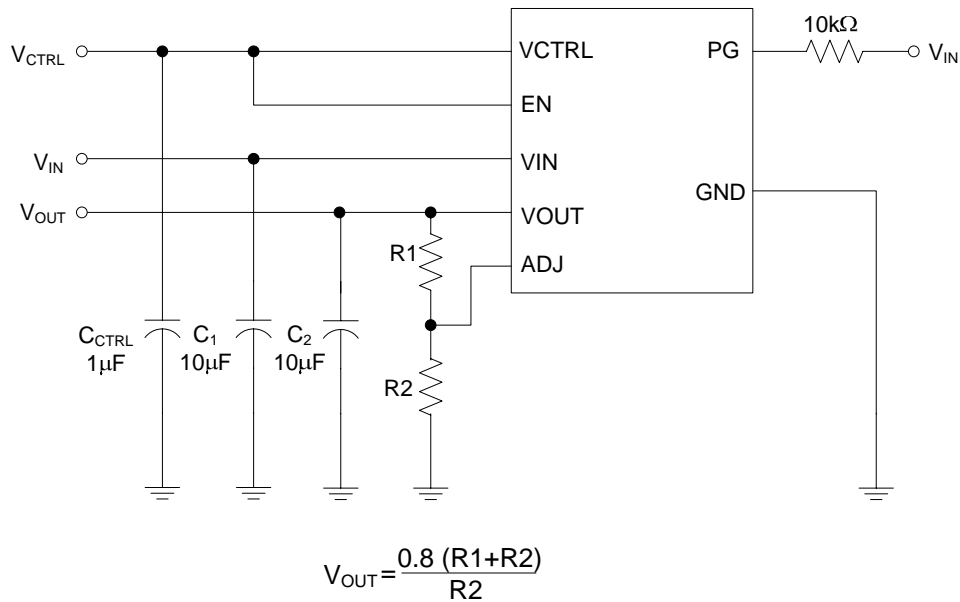 10kΩ
V_CTRL
VCTRL
PG
V_IN
EN
V_IN
VIN
GND
V_OUT
VOUT
R1
ADJ
C_CTRL
1µF
C_1
10µF
C_2
10µF
R2
V_OUT = 0.8 (R1+R2) / R2